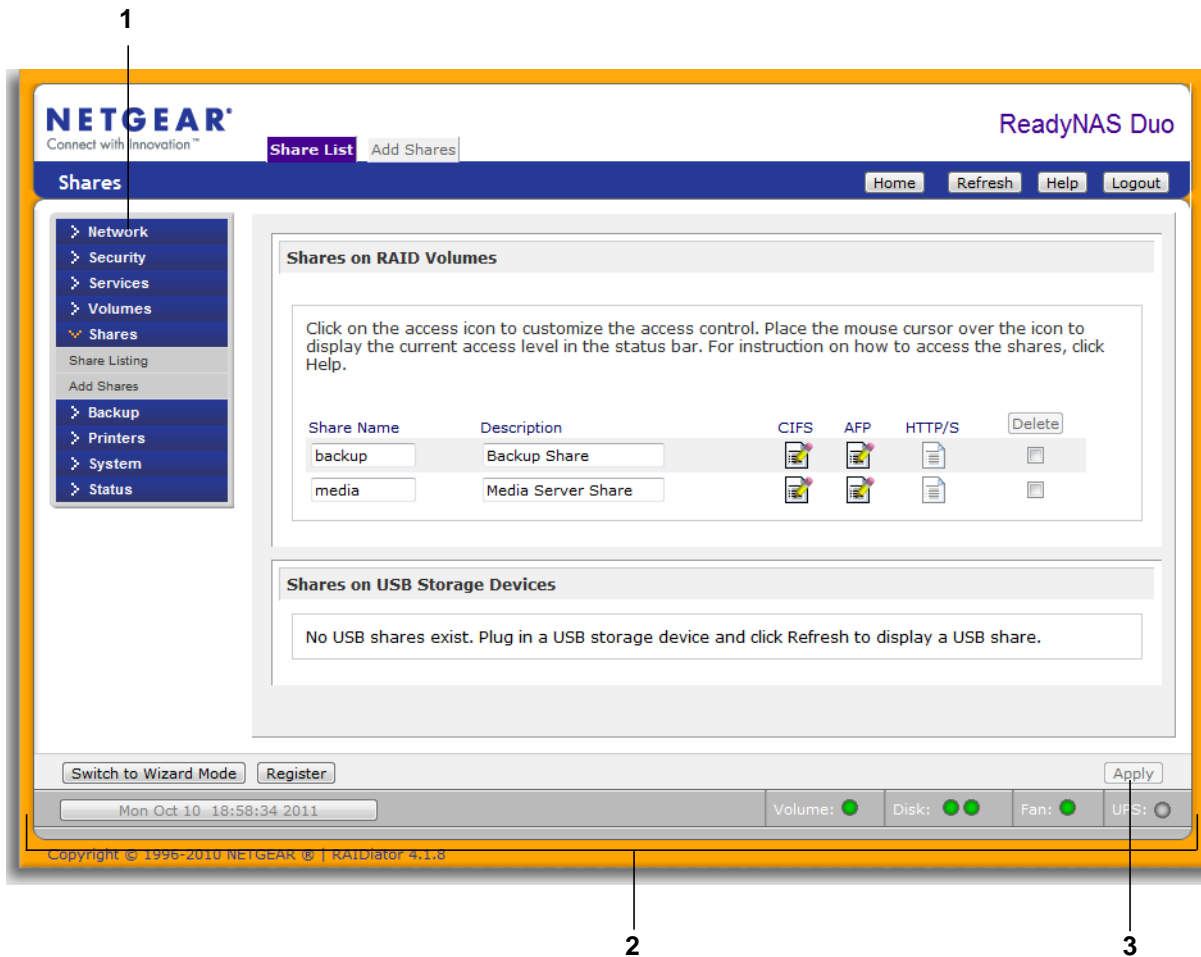 1
NETGEAR®
Connect with Innovation™
ReadyNAS Duo
Share List Add Shares
Shares Home Refresh Help Logout
Network
Security
Services
Volumes
Shares
Share Listing
Add Shares
Backup
Printers
System
Status
Shares on RAID Volumes
Click on the access icon to customize the access control. Place the mouse cursor over the icon to
display the current access level in the status bar. For instruction on how to access the shares, click
Help.
Share Name Description CIFS AFP HTTP/S Delete
backup Backup Share
media Media Server Share
Shares on USB Storage Devices
No USB shares exist. Plug in a USB storage device and click Refresh to display a USB share.
Switch to Wizard Mode Register Apply
Mon Oct 10 18:58:34 2011 Volume: Disk: Fan: UPS:
Copyright © 1996-2010 NETGEAR ® | RAIDiator 4.1.8
2 3